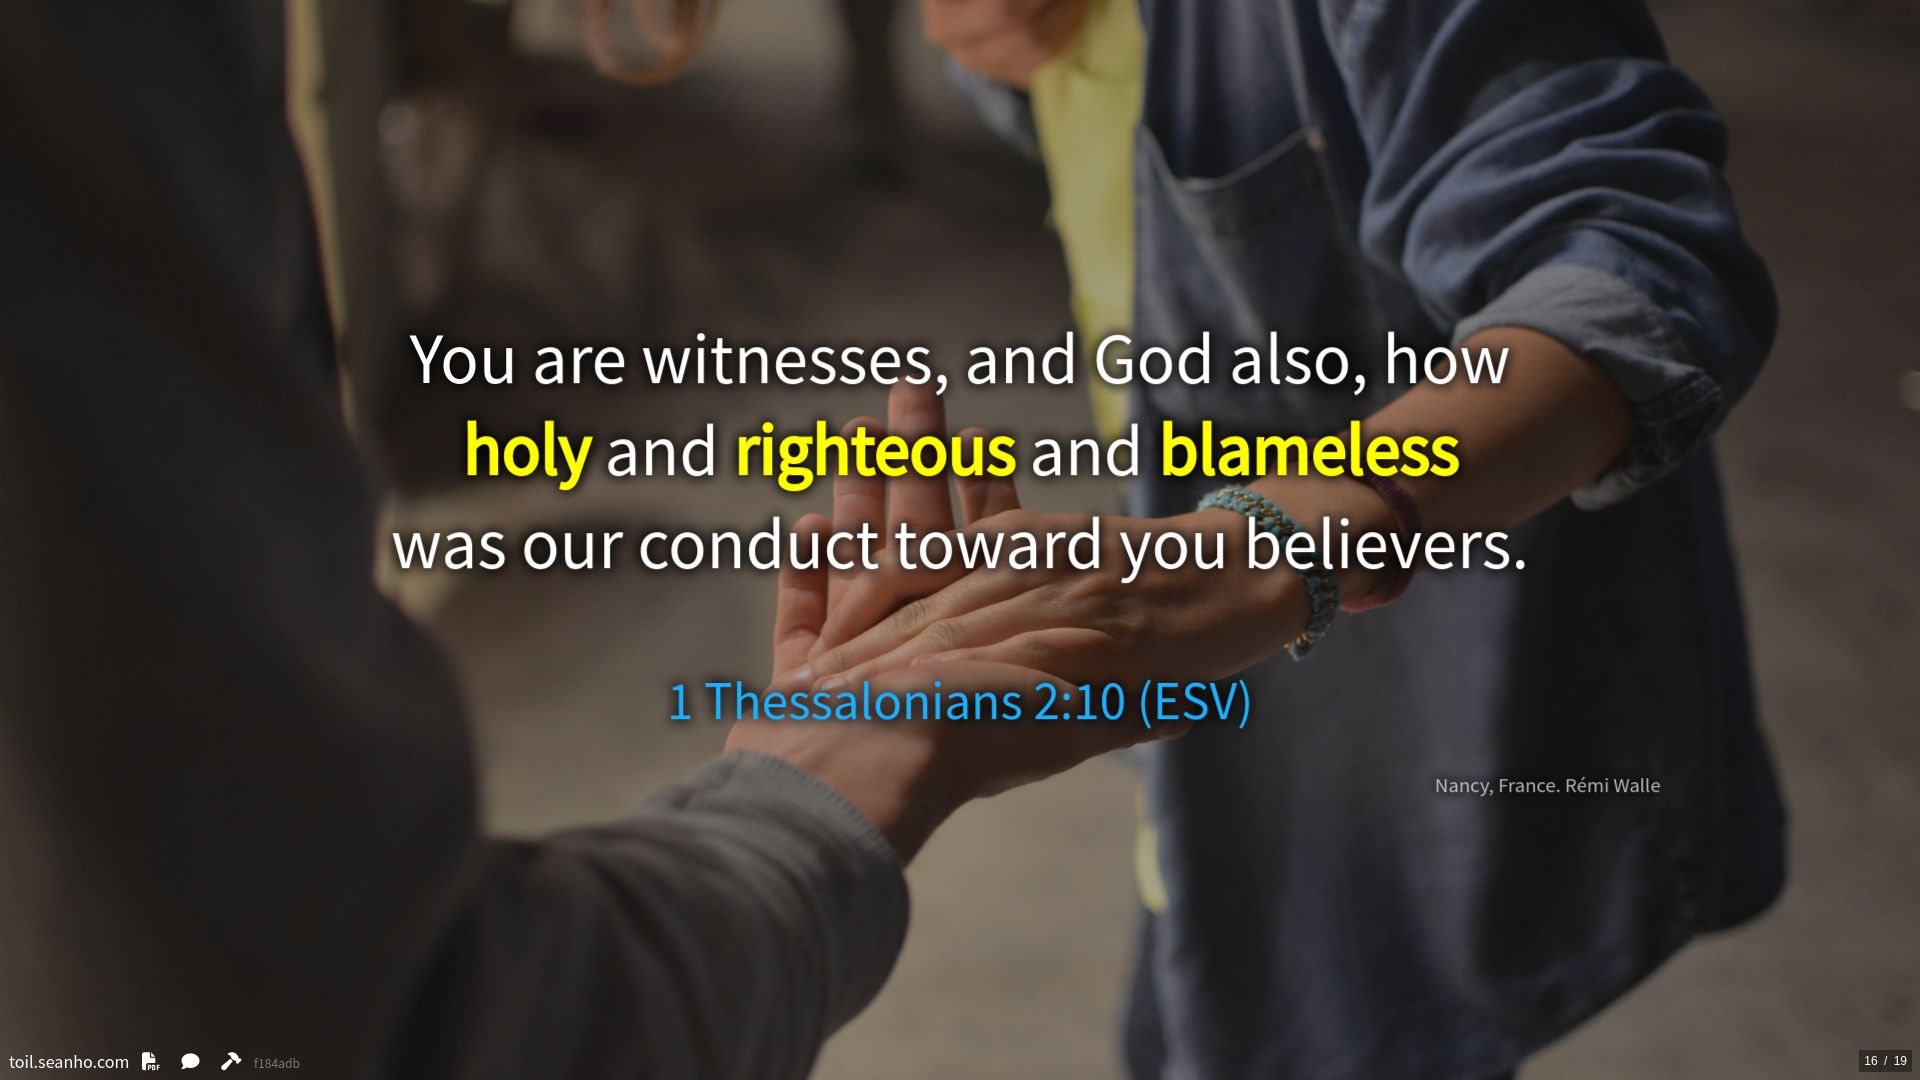 You are witnesses, and God also, how
holy and righteous and blameless
was our conduct toward you believers.
1 Thessalonians 2:10 (ESV)
Nancy, France. Rémi Walle
toil.seanho.com PDF f184adb
16 / 19